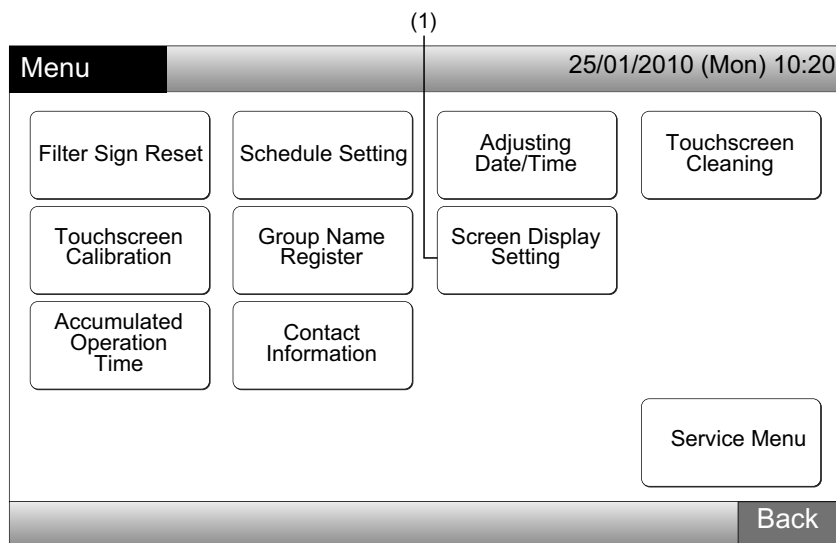 (1)
Menu 25/01/2010 (Mon) 10:20
Filter Sign Reset
Schedule Setting
Adjusting
Date/Time
Touchscreen
Cleaning
Touchscreen
Calibration
Group Name
Register
Screen Display
Setting
Accumulated
Operation
Time
Contact
Information
Service Menu
Back